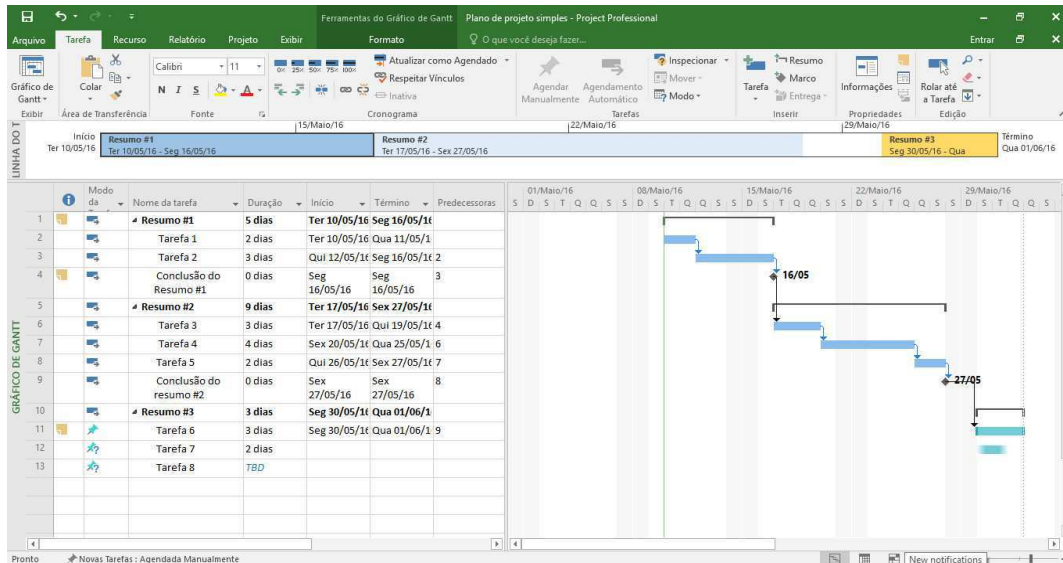 Ferramentas do Gráfico de Gantt Plano de projeto simples - Project Professional
Arquivo Tarefa Recurso Relatório Projeto Exibir Formato O que você deseja fazer... Entrar
Gráfico de Gantt
Colar
Calibri 11
N I S
0× 25× 50× 75× 100×
Atualizar como Agendado
Respeitar Vínculos
Inativa
Agendar Manualmente
Agendamento Automático
Inspecionar
Mover
Modo
Tarefa
Resumo
Marco
Entrega
Informações
Rolar até a Tarefa
Exibir Área de Transferência Fonte Cronograma Tarefas Inserir Propriedades Edição
LINHA DO T
15/Maio/16 22/Maio/16 29/Maio/16
Início
Ter 10/05/16
Resumo #1
Ter 10/05/16 - Seg 16/05/16
Resumo #2
Ter 17/05/16 - Sex 27/05/16
Resumo #3
Seg 30/05/16 - Qua
Término
Qua 01/06/16
GRÁFICO DE GANTT
Modo da
Nome da tarefa Duração Início Término Predecessoras
01/Maio/16 08/Maio/16 15/Maio/16 22/Maio/16 29/Maio/16
S D S T Q Q S S D S T Q Q S S D S T Q Q S S D S T Q Q S S D S T Q Q S
1 Resumo #1 5 dias Ter 10/05/16 Seg 16/05/16
2 Tarefa 1 2 dias Ter 10/05/16 Qua 11/05/1
3 Tarefa 2 3 dias Qui 12/05/16 Seg 16/05/16 2
4 Conclusão do Resumo #1 0 dias Seg 16/05/16 Seg 16/05/16 3
16/05
5 Resumo #2 9 dias Ter 17/05/16 Sex 27/05/16
6 Tarefa 3 3 dias Ter 17/05/16 Qui 19/05/16 4
7 Tarefa 4 4 dias Sex 20/05/16 Qua 25/05/1 6
8 Tarefa 5 2 dias Qui 26/05/16 Sex 27/05/16 7
9 Conclusão do resumo #2 0 dias Sex 27/05/16 Sex 27/05/16 8
27/05
10 Resumo #3 3 dias Seg 30/05/16 Qua 01/06/1
11 Tarefa 6 3 dias Seg 30/05/16 Qua 01/06/1 9
12 Tarefa 7 2 dias
13 Tarefa 8 TBD
Pronto Novas Tarefas : Agendada Manualmente
New notifications